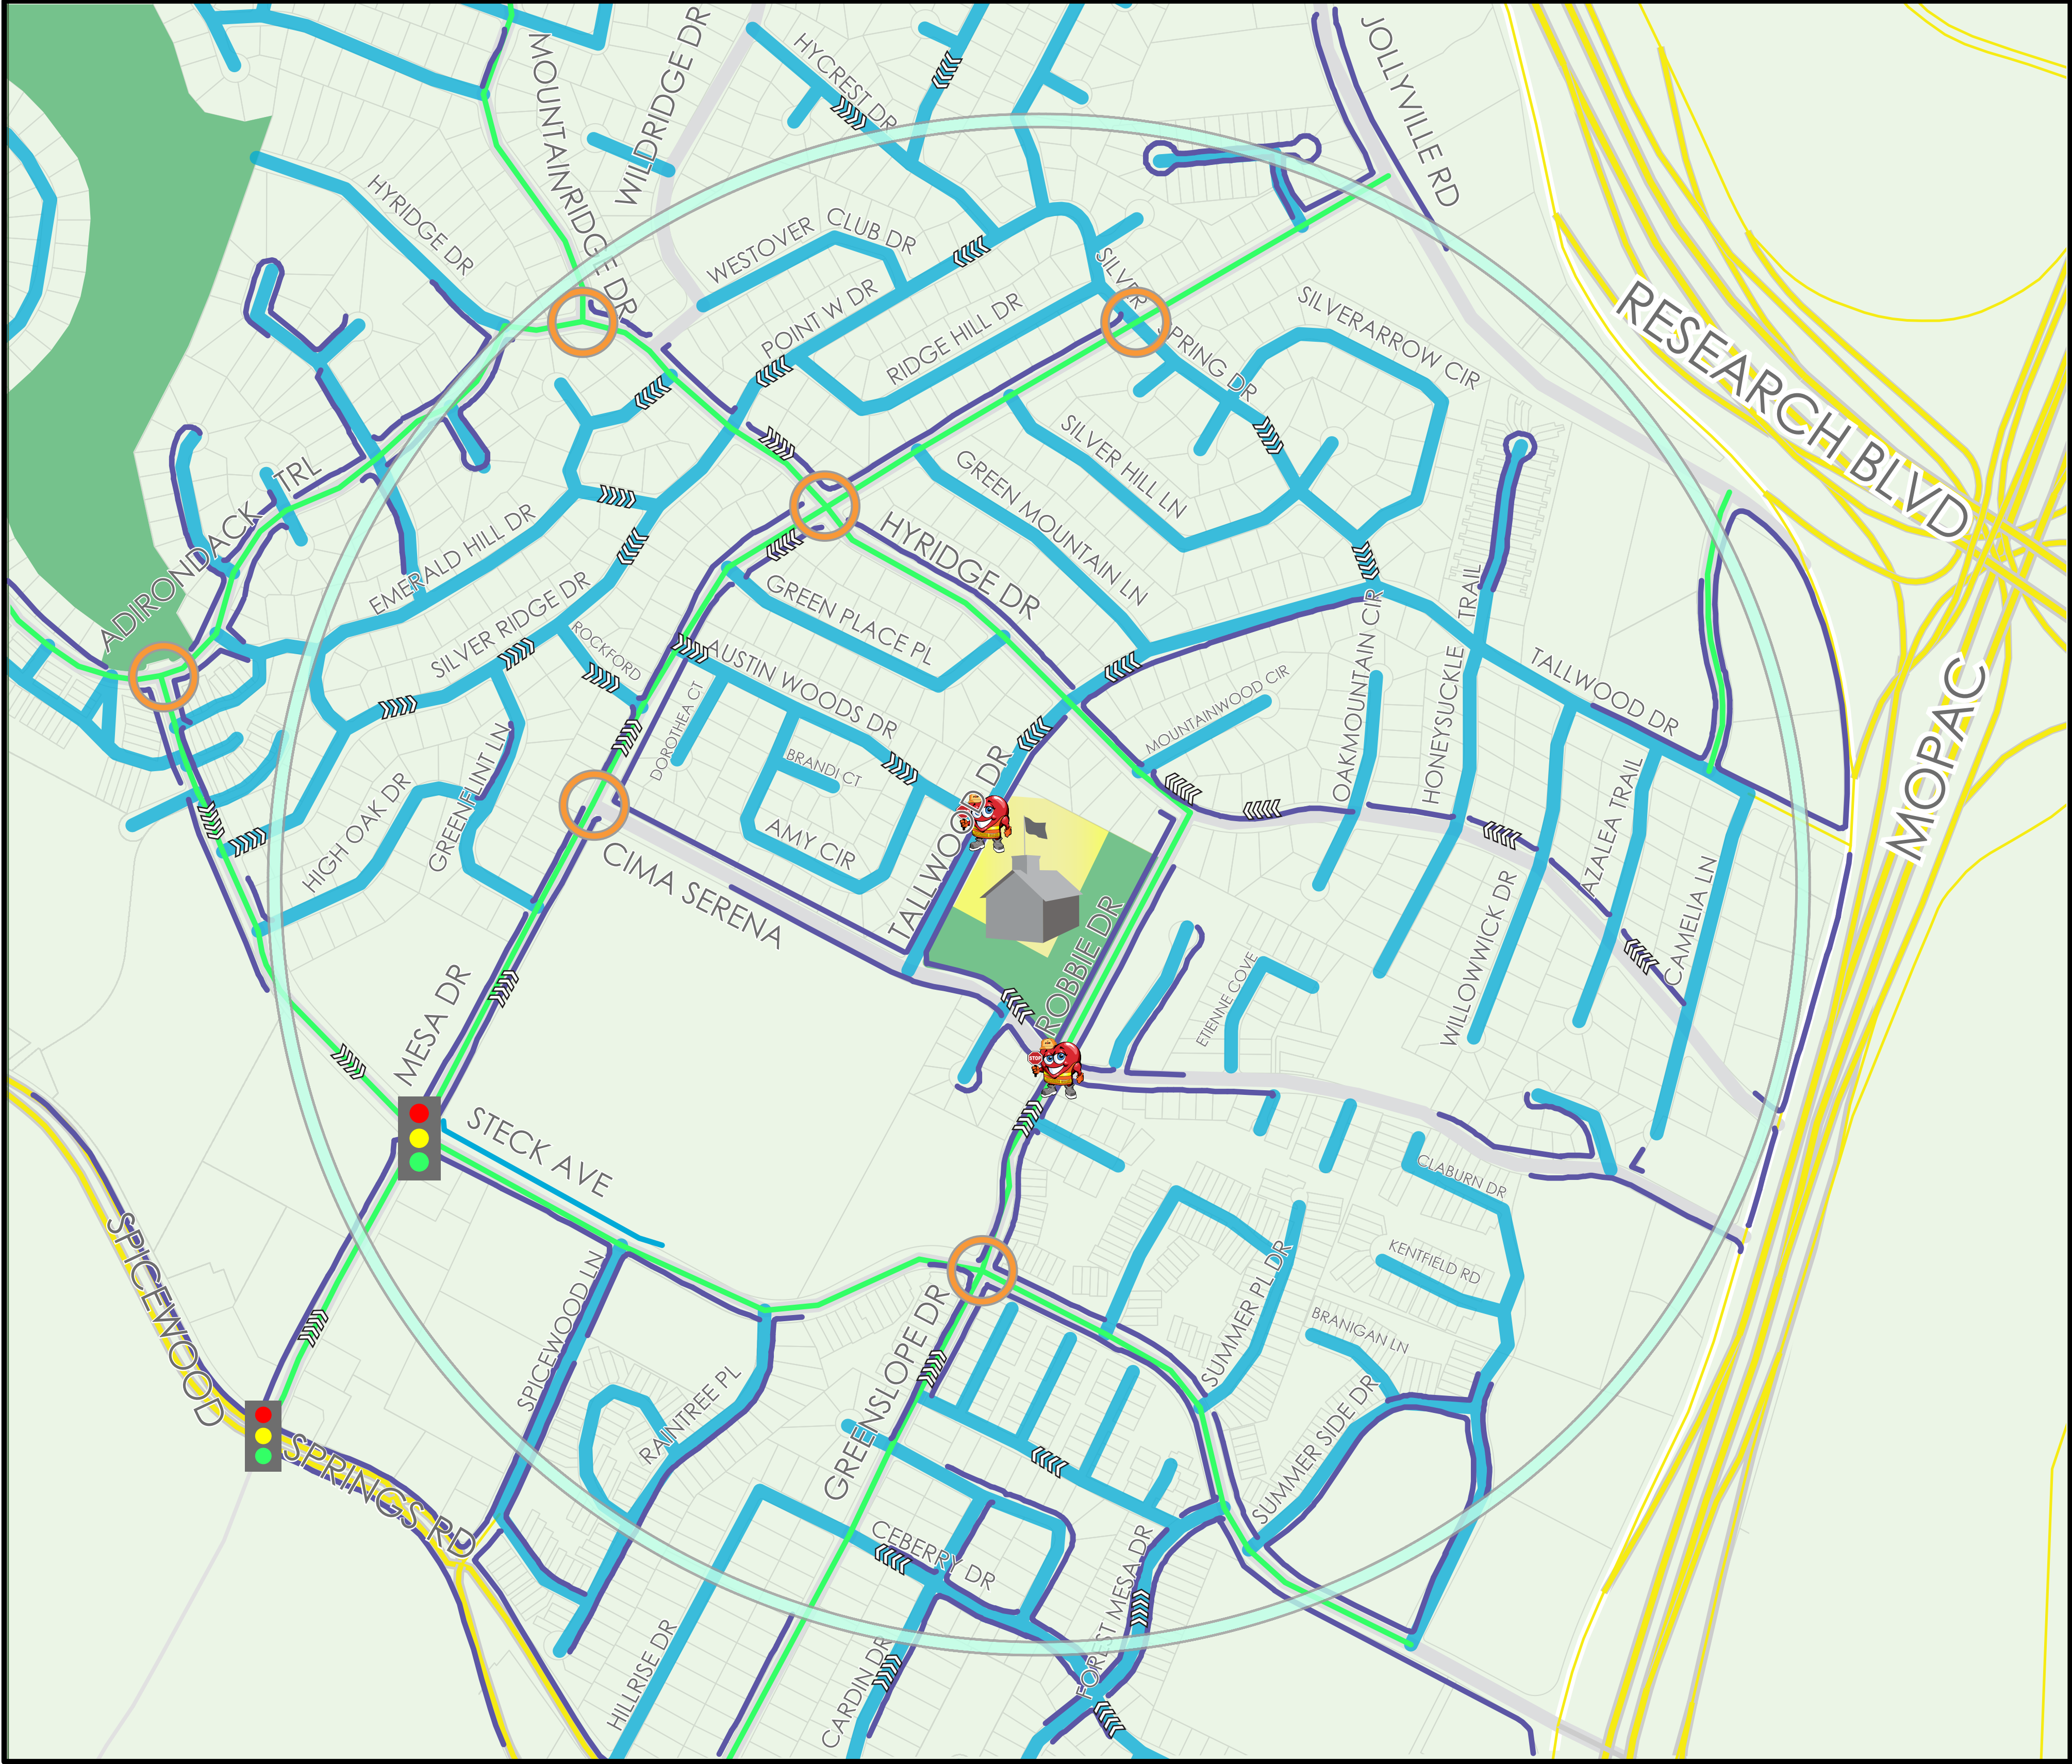 MOUNTAINRIDGE DR
WILDRIDGE DR
HYCREST DR
JOLLYVILLE RD
HYRIDGE DR
WESTOVER CLUB DR
POINT W DR
RIDGE HILL DR
SILVER SPRING DR
SILVERARROW CIR
RESEARCH BLVD
ADIRONDACK TRL
EMERALD HILL DR
SILVER RIDGE DR
SILVER HILL LN
GREEN MOUNTAIN LN
HYRIDGE DR
GREEN PLACE PL
ROCKFORD
AUSTIN WOODS DR
DOROTHEA CT
BRANDI CT
AMY CIR
TALLWOOD DR
MOUNTAINWOOD CIR
OAKMOUNTAIN CIR
HONEYSUCKLE TRAIL
TALLWOOD DR
MOPAC
HIGH OAK DR
GREENFLINT LN
CIMA SERENA
ROBBIE DR
ETIENNE COVE
WILLOWWICK DR
AZALEA TRAIL
CAMELIA LN
MESA DR
STECK AVE
SPICEWOOD SPRINGS RD
SPICEWOOD LN
RAINTREE PL
GREENSLOPE DR
SUMMER PL DR
CLABURN DR
KENTFIELD RD
BRANIGAN LN
SUMMER SIDE DR
CEBERRY DR
HILLRISE DR
CARDIN DR
FOREST MESA DR
STOP